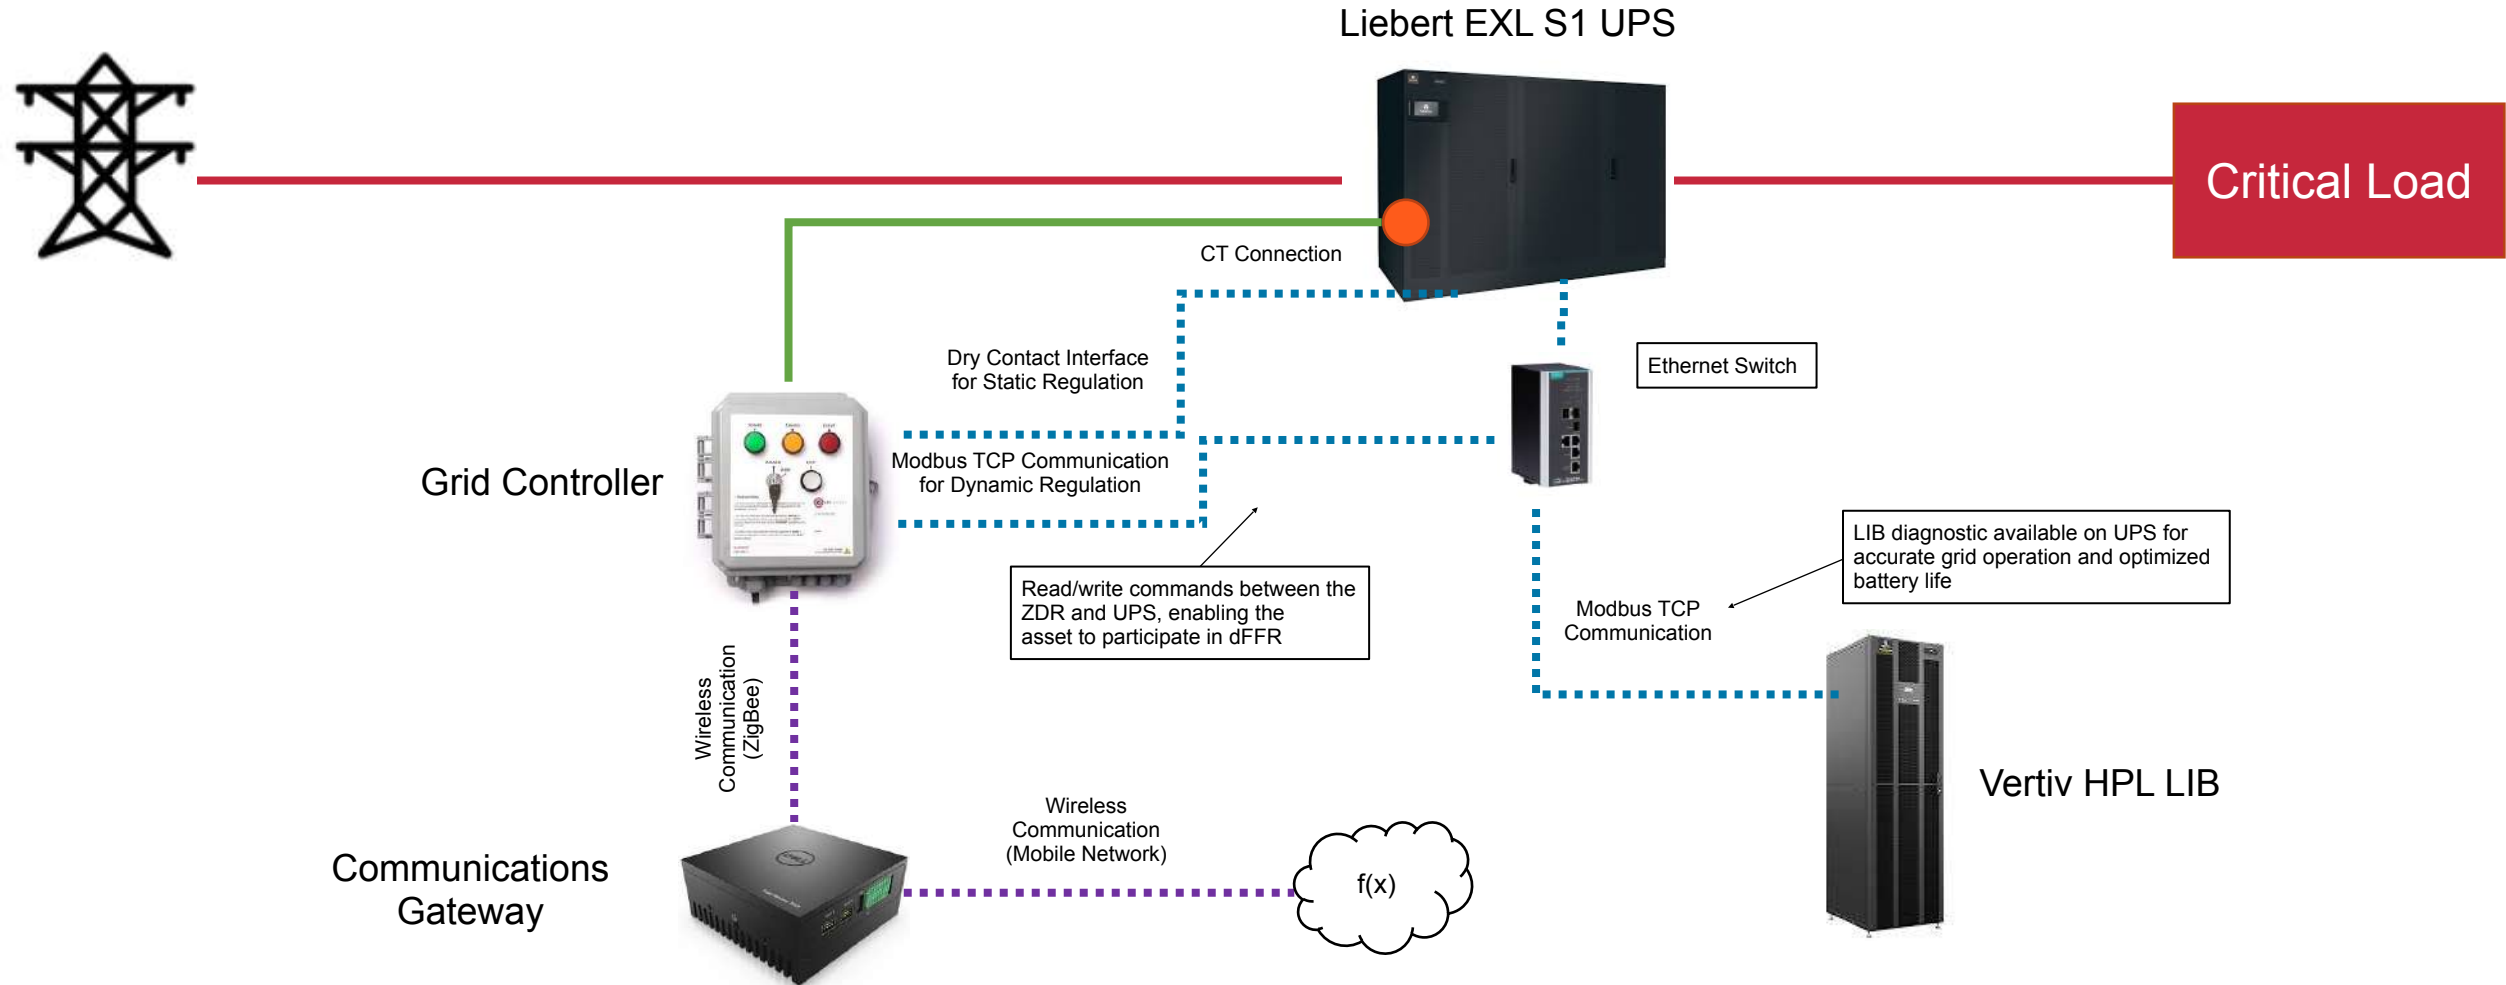 Liebert EXL S1 UPS
Critical Load
CT Connection
Dry Contact Interface
for Static Regulation
Ethernet Switch
Grid Controller
Modbus TCP Communication
for Dynamic Regulation
LIB diagnostic available on UPS for
accurate grid operation and optimized
battery life
Read/write commands between the
ZDR and UPS, enabling the
asset to participate in dFFR
Modbus TCP
Communication
Wireless
Communication
(ZigBee)
Vertiv HPL LIB
Wireless
Communication
(Mobile Network)
Communications
Gateway
f(x)
DELL